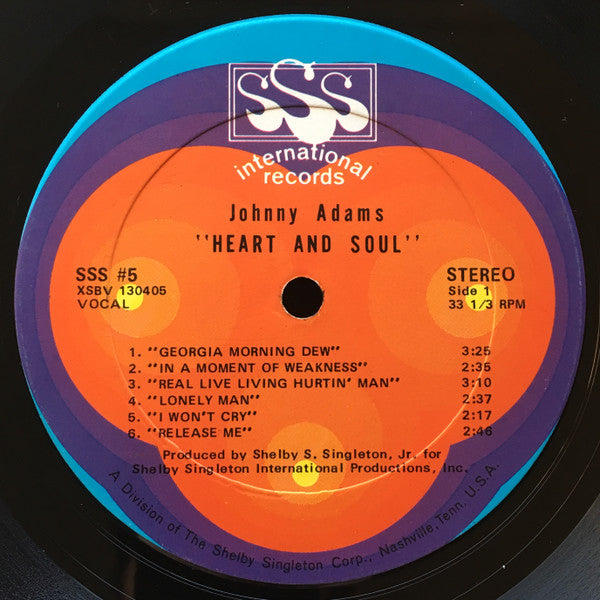 SSS
international
records
Johnny Adams
"HEART AND SOUL"
SSS #5
XSBV 130405
VOCAL
STEREO
Side 1
33 1/3 RPM
1. "GEORGIA MORNING DEW" 3:25
2. "IN A MOMENT OF WEAKNESS" 2:35
3. "REAL LIVE LIVING HURTIN' MAN" 3:10
4. "LONELY MAN" 2:37
5. "I WON'T CRY" 2:17
6. "RELEASE ME" 2:46
Produced by Shelby S. Singleton, Jr. for
Shelby Singleton International Productions, Inc.
A Division of The Shelby Singleton Corp., Nashville, Tenn. U.S.A.